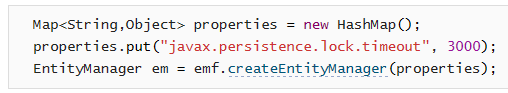 Map<String,Object> properties = new HashMap();
properties.put("javax.persistence.lock.timeout", 3000);
EntityManager em = emf.createEntityManager(properties);